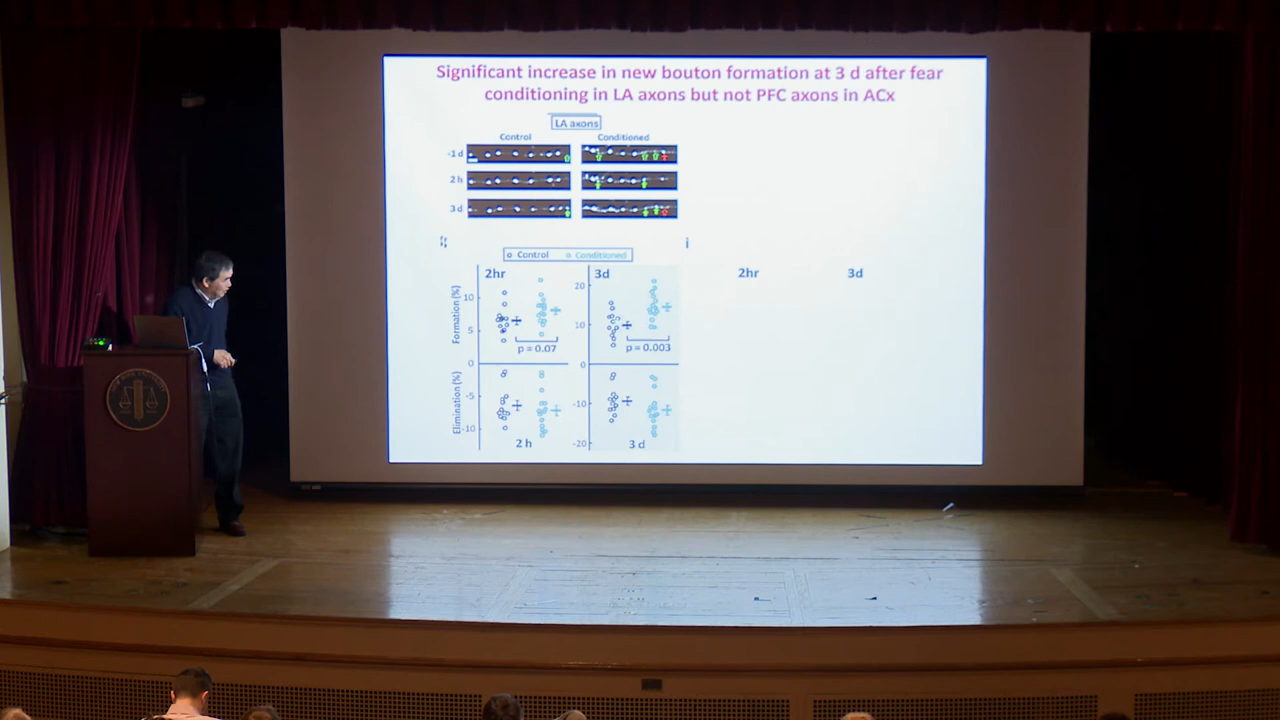 Significant increase in new bouton formation at 3 d after fear
conditioning in LA axons but not PFC axons in ACx
LA axons
Control
Conditioned
-1 d
2 h
3 d
Control
Conditioned
2hr
3d
2hr
3d
Formation (%)
10
5
0
Elimination (%)
-5
-10
20
10
0
-10
-20
p = 0.07
p = 0.003
2 h
3 d